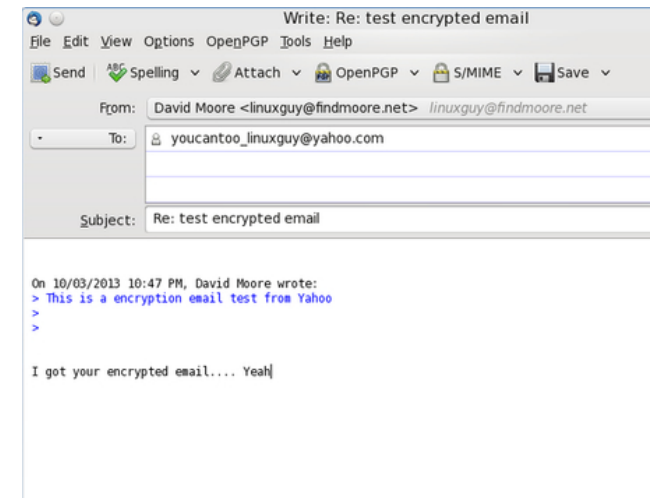 Write: Re: test encrypted email
File Edit View Options OpenPGP Tools Help
Send ABC Spelling Attach OpenPGP S/MIME Save
From: David Moore <linuxguy@findmoore.net> linuxguy@findmoore.net
To: youcantoo_linuxguy@yahoo.com
Subject: Re: test encrypted email
On 10/03/2013 10:47 PM, David Moore wrote:
> This is a encryption email test from Yahoo
>
>
I got your encrypted email.... Yeah